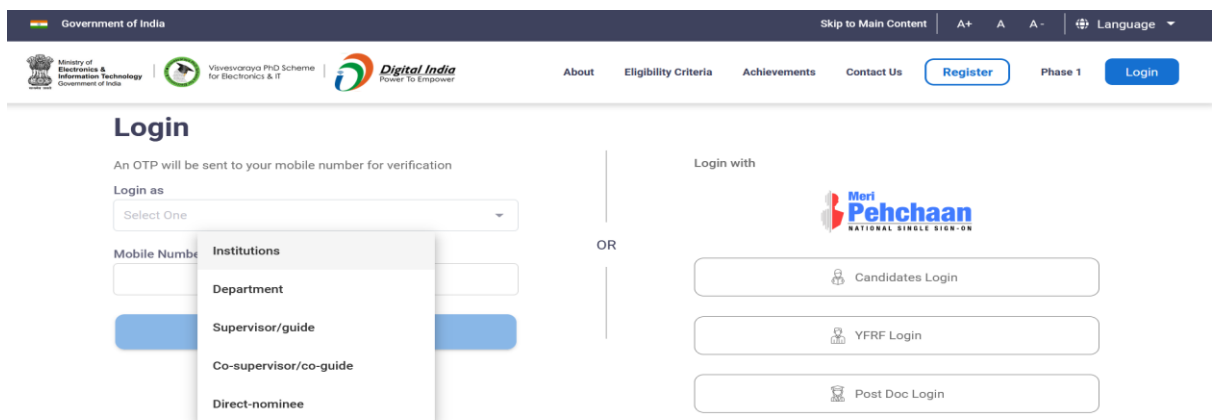 Government of India
Skip to Main Content
A+ A A-
Language
Ministry of
Electronics &
Information Technology
Government of India
Visvesvaraya PhD Scheme
for Electronics & IT
Digital India
Power To Empower
About
Eligibility Criteria
Achievements
Contact Us
Register
Phase 1
Login
Login
An OTP will be sent to your mobile number for verification
Login as
Select One
Mobile Numbe
Institutions
Department
Supervisor/guide
Co-supervisor/co-guide
Direct-nominee
OR
Login with
Meri
Pehchaan
NATIONAL SINGLE SIGN-ON
Candidates Login
YFRF Login
Post Doc Login